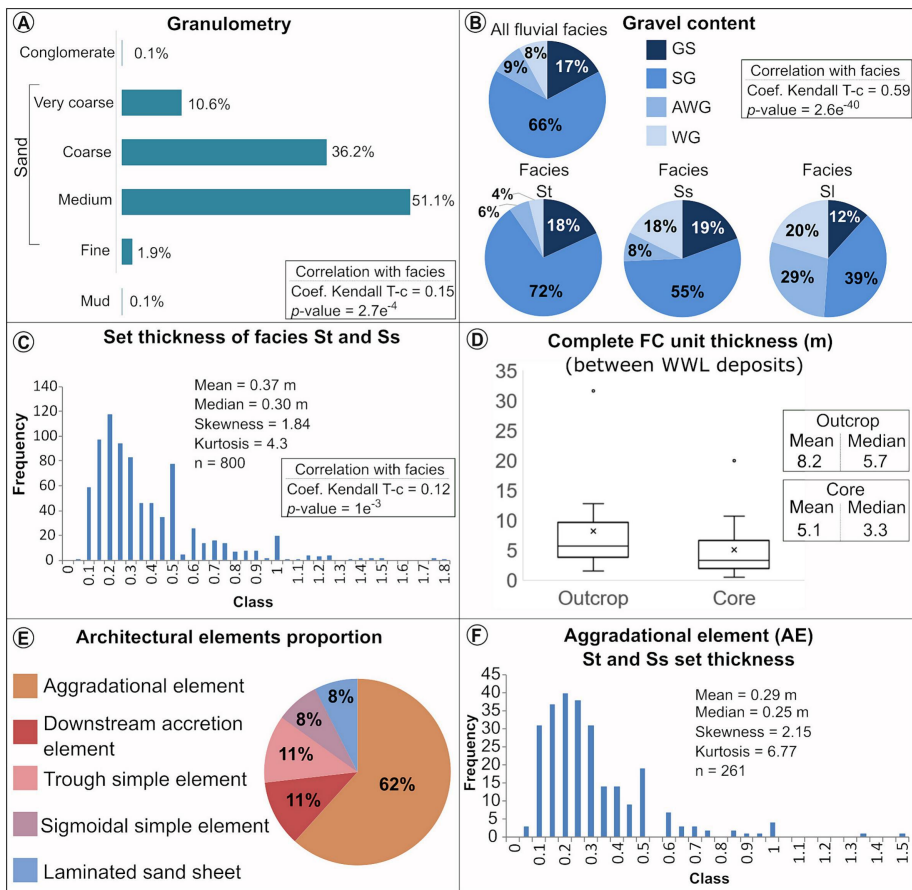 A
Granulometry
Conglomerate 0.1%
Sand
Very coarse 10.6%
Coarse 36.2%
Medium 51.1%
Fine 1.9%
Mud 0.1%
Correlation with facies
Coef. Kendall T-c = 0.15
p-value = 2.7e-4
B
Gravel content
All fluvial facies
8%
9%
17%
66%
GS
SG
AWG
WG
Correlation with facies
Coef. Kendall T-c = 0.59
p-value = 2.6e-40
Facies
St
4%
6%
18%
72%
Facies
Ss
18%
19%
8%
55%
Facies
Sl
12%
20%
29%
39%
C
Set thickness of facies St and Ss
Frequency
140
120
100
80
60
40
20
0
Mean = 0.37 m
Median = 0.30 m
Skewness = 1.84
Kurtosis = 4.3
n = 800
Correlation with facies
Coef. Kendall T-c = 0.12
p-value = 1e-3
0 0.1 0.2 0.3 0.4 0.5 0.6 0.7 0.8 0.9 1 1.1 1.2 1.3 1.4 1.5 1.6 1.7 1.8
Class
D
Complete FC unit thickness (m)
(between WWL deposits)
35
30
25
20
15
10
5
0
Outcrop
Mean Median
8.2 5.7
Core
Mean Median
5.1 3.3
Outcrop Core
E
Architectural elements proportion
Aggradational element
Downstream accretion
element
Trough simple element
Sigmoidal simple element
Laminated sand sheet
8%
8%
11%
11%
62%
F
Aggradational element (AE)
St and Ss set thickness
Frequency
45
40
35
30
25
20
15
10
5
0
Mean = 0.29 m
Median = 0.25 m
Skewness = 2.15
Kurtosis = 6.77
n = 261
0 0.1 0.2 0.3 0.4 0.5 0.6 0.7 0.8 0.9 1 1.1 1.2 1.3 1.4 1.5
Class